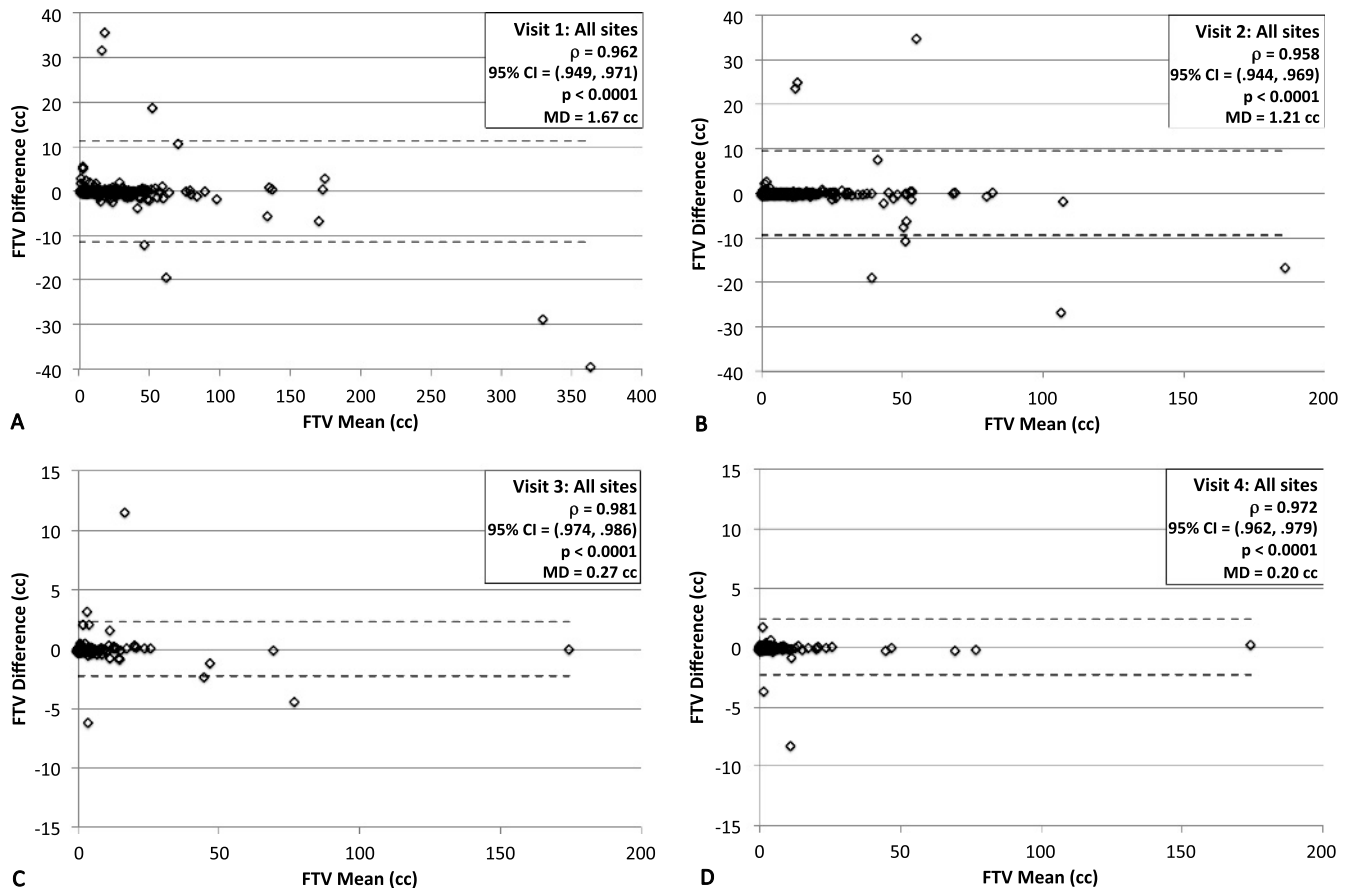 40
30
20
10
0
-10
-20
-30
-40
FTV Difference (cc)
Visit 1: All sites
ρ = 0.962
95% CI = (.949, .971)
p < 0.0001
MD = 1.67 cc
0 50 100 150 200 250 300 350 400
FTV Mean (cc)
A
40
30
20
10
0
-10
-20
-30
-40
FTV Difference (cc)
Visit 2: All sites
ρ = 0.958
95% CI = (.944, .969)
p < 0.0001
MD = 1.21 cc
0 50 100 150 200
FTV Mean (cc)
B
15
10
5
0
-5
-10
-15
FTV Difference (cc)
Visit 3: All sites
ρ = 0.981
95% CI = (.974, .986)
p < 0.0001
MD = 0.27 cc
0 50 100 150 200
FTV Mean (cc)
C
15
10
5
0
-5
-10
-15
FTV Difference (cc)
Visit 4: All sites
ρ = 0.972
95% CI = (.962, .979)
p < 0.0001
MD = 0.20 cc
0 50 100 150 200
FTV Mean (cc)
D